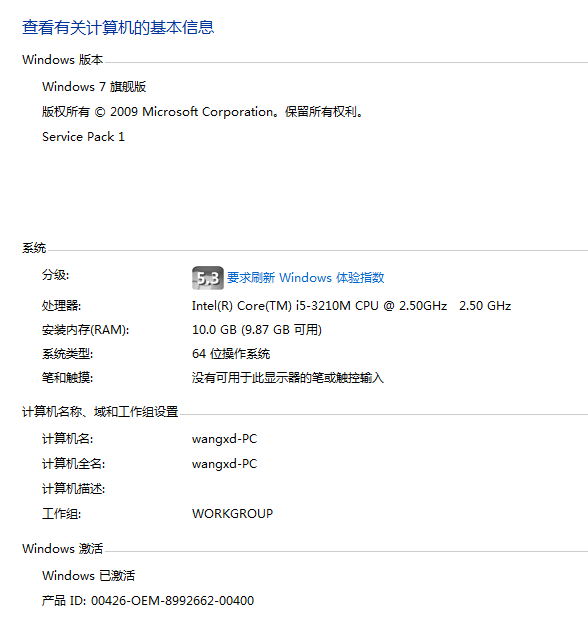 查看有关计算机的基本信息
Windows 版本
Windows 7 旗舰版
版权所有 © 2009 Microsoft Corporation。保留所有权利。
Service Pack 1
系统
分级: 5.3 要求刷新 Windows 体验指数
处理器: Intel(R) Core(TM) i5-3210M CPU @ 2.50GHz 2.50 GHz
安装内存(RAM): 10.0 GB (9.87 GB 可用)
系统类型: 64 位操作系统
笔和触摸: 没有可用于此显示器的笔或触控输入
计算机名称、域和工作组设置
计算机名: wangxd-PC
计算机全名: wangxd-PC
计算机描述:
工作组: WORKGROUP
Windows 激活
Windows 已激活
产品 ID: 00426-OEM-8992662-00400